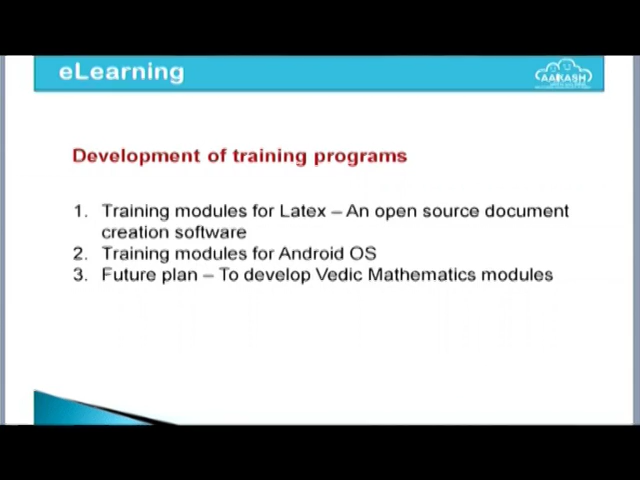 eLearning
AAKASH
Development of training programs
1. Training modules for Latex – An open source document
creation software
2. Training modules for Android OS
3. Future plan – To develop Vedic Mathematics modules